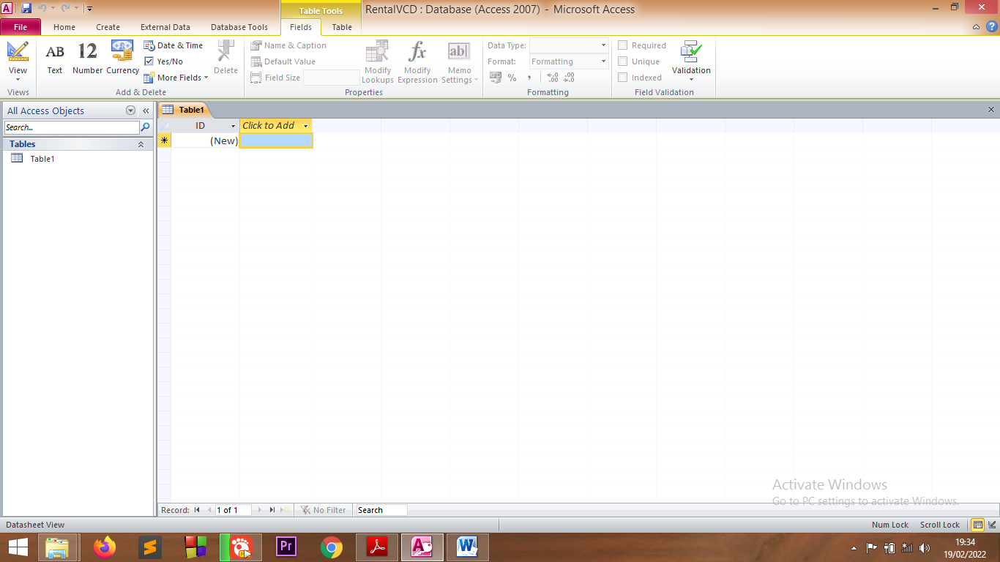 RentalVCD : Database (Access 2007) - Microsoft Access
Table Tools
File Home Create External Data Database Tools Fields Table
View
Views
AB Text
12 Number
Currency
Date & Time
Yes/No
More Fields
Delete
Add & Delete
Name & Caption
Default Value
Field Size
Modify Lookups
fx Modify Expression
ab Memo Settings
Properties
Data Type:
Format: Formatting
% , .00 .00
Formatting
Required
Unique
Indexed
Validation
Field Validation
All Access Objects
Search...
Tables
Table1
Table1
ID Click to Add
(New)
Activate Windows
Go to PC settings to activate Windows.
Record: 1 of 1 No Filter Search
Datasheet View Num Lock Scroll Lock
Pr
19:34
19/02/2022